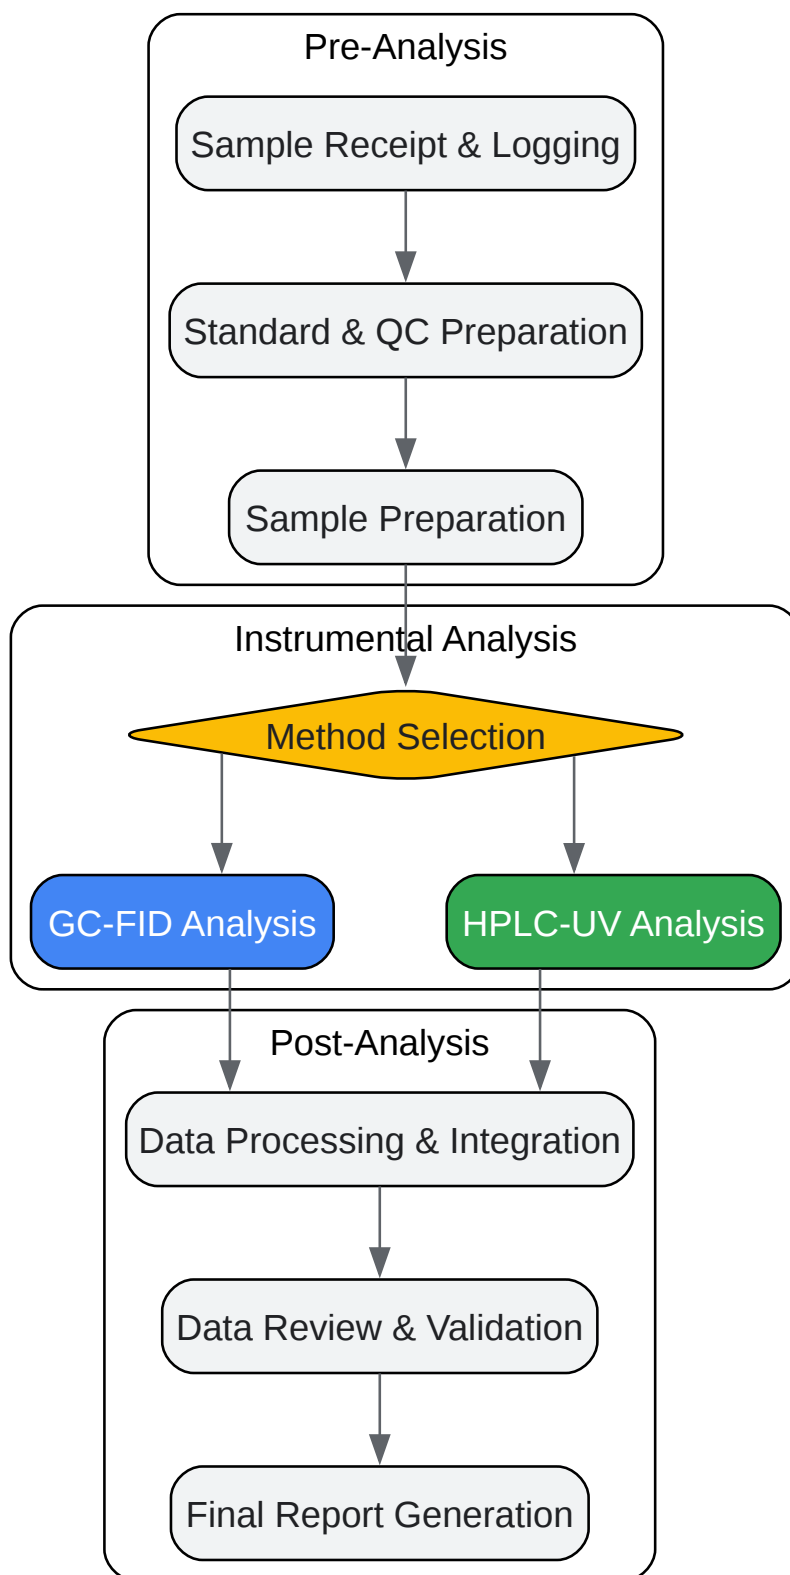 Pre-Analysis
Sample Receipt & Logging
Standard & QC Preparation
Sample Preparation
Instrumental Analysis
Method Selection
GC-FID Analysis
HPLC-UV Analysis
Post-Analysis
Data Processing & Integration
Data Review & Validation
Final Report Generation